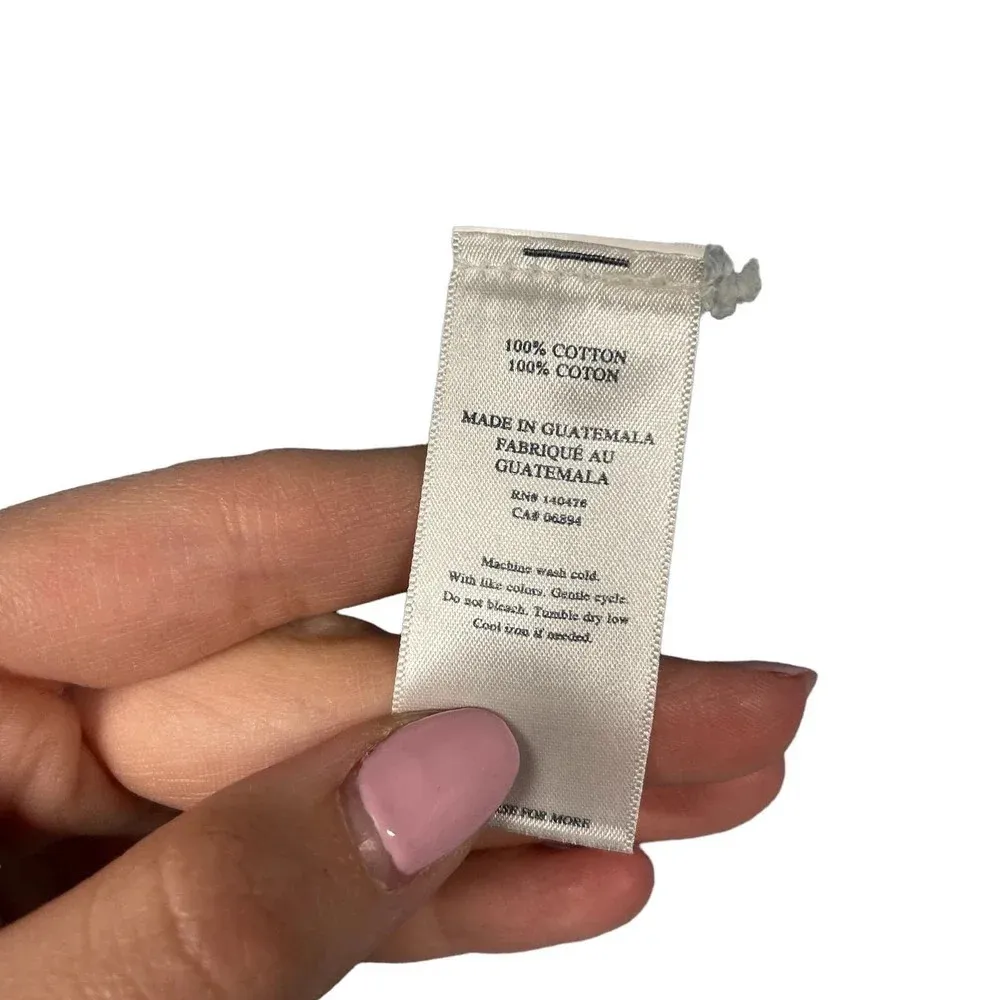 100% COTTON
100% COTON
MADE IN GUATEMALA
FABRIQUÉ AU
GUATEMALA
RN# 140476
CA# 06894
Machine wash cold.
With like colors. Gentle cycle.
Do not bleach. Tumble dry low
Cool iron if needed.
FOR MORE